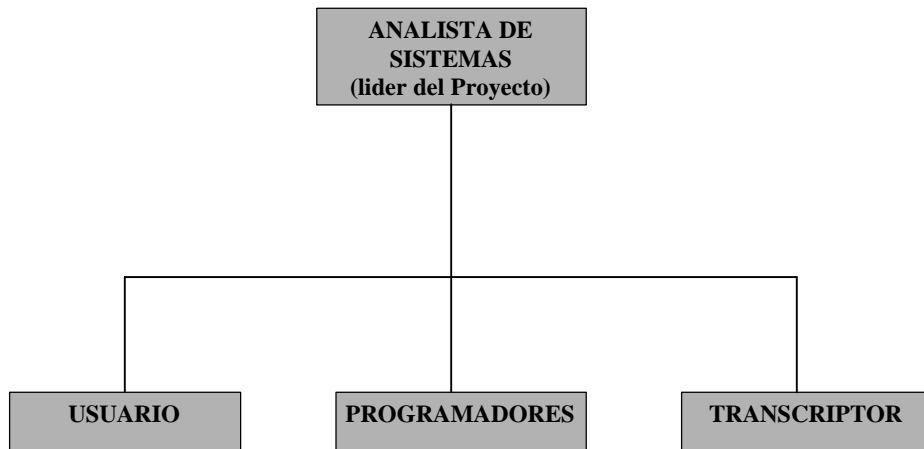 ANALISTA DE
SISTEMAS
(lider del Proyecto)
USUARIO
PROGRAMADORES
TRANSCRIPTOR